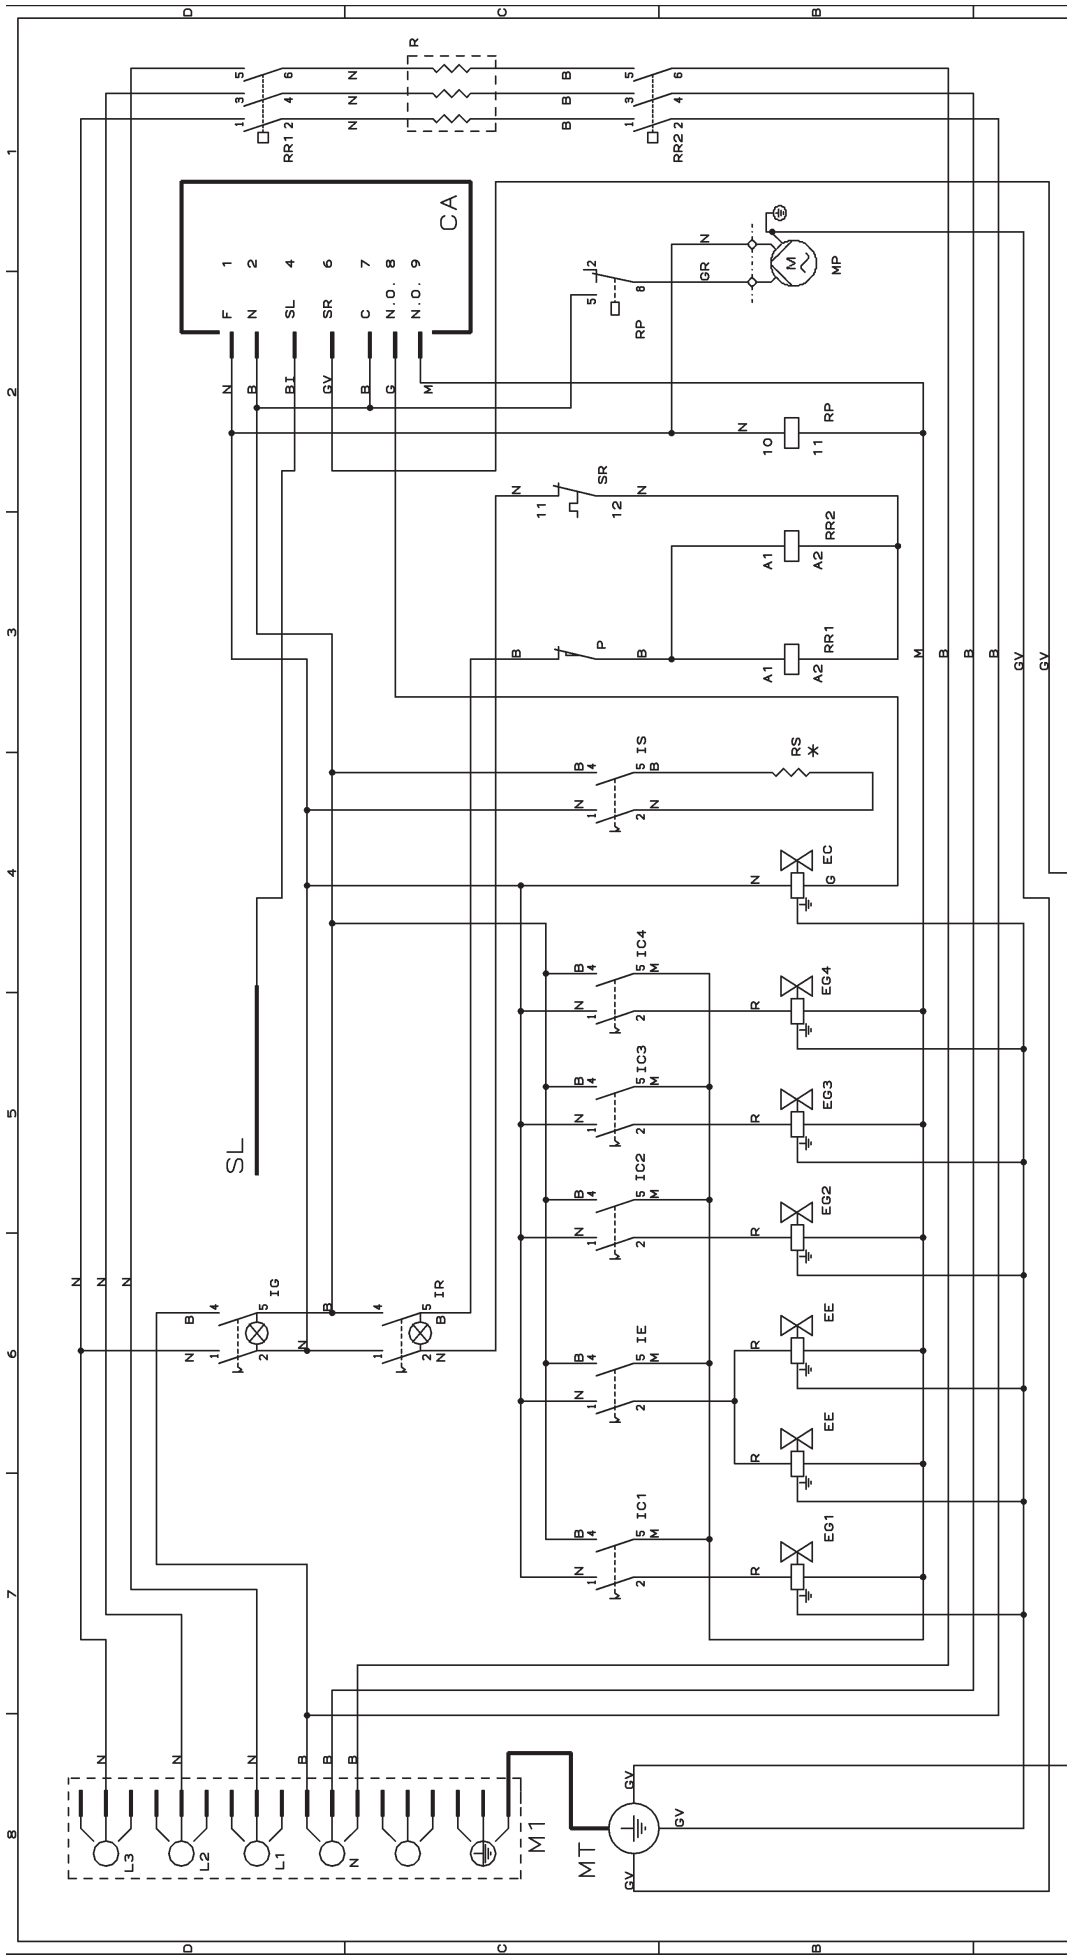 D
C
B
1
2
3
4
5
6
7
8
R
5 6 N B 5 6
3 4 N B 3 4
1 2 N B 1 2
RR1
RR2
CA
F 1
N 2
SL 4
SR 6
C 7
N.O. 8
N.O. 9
N
B
BI
GV
B
G
M
5
2
8
RP
GR
N
M
MP
N
10
11
RP
N
11
12
SR
N
A1
A2
RR2
B
P
B
A1
A2
RR1
M
B
B
B
GV
GV
B 4
N 1
5 B
2 N
IS
RS
*
N
G
EC
B 4
N 1
5 M
2
IC4
R
EG4
B 4
N 1
5 M
2
IC3
R
EG3
B 4
N 1
5 M
2
IC2
R
EG2
SL
N
N
N
B 4
N 1
5
2
IG
B
N
4
1
5 B
2 N
IR
B 4
N 1
5 M
2
IE
R
EE
R
EE
B 4
N 1
5 M
2
IC1
R
EG1
N
N
N
B
B
B
L3
L2
L1
N
M1
MT
GV
GV
GV
D
C
B